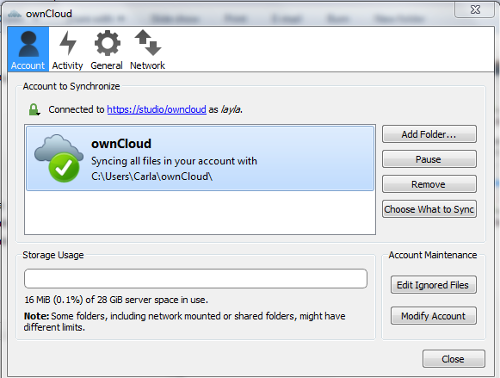 ownCloud
Account Activity General Network
Account to Synchronize
Connected to https://studio/owncloud as layla.
ownCloud
Syncing all files in your account with
C:\Users\Carla\ownCloud\
Add Folder...
Pause
Remove
Choose What to Sync
Storage Usage
16 MiB (0.1%) of 28 GiB server space in use.
Note: Some folders, including network mounted or shared folders, might have
different limits.
Account Maintenance
Edit Ignored Files
Modify Account
Close